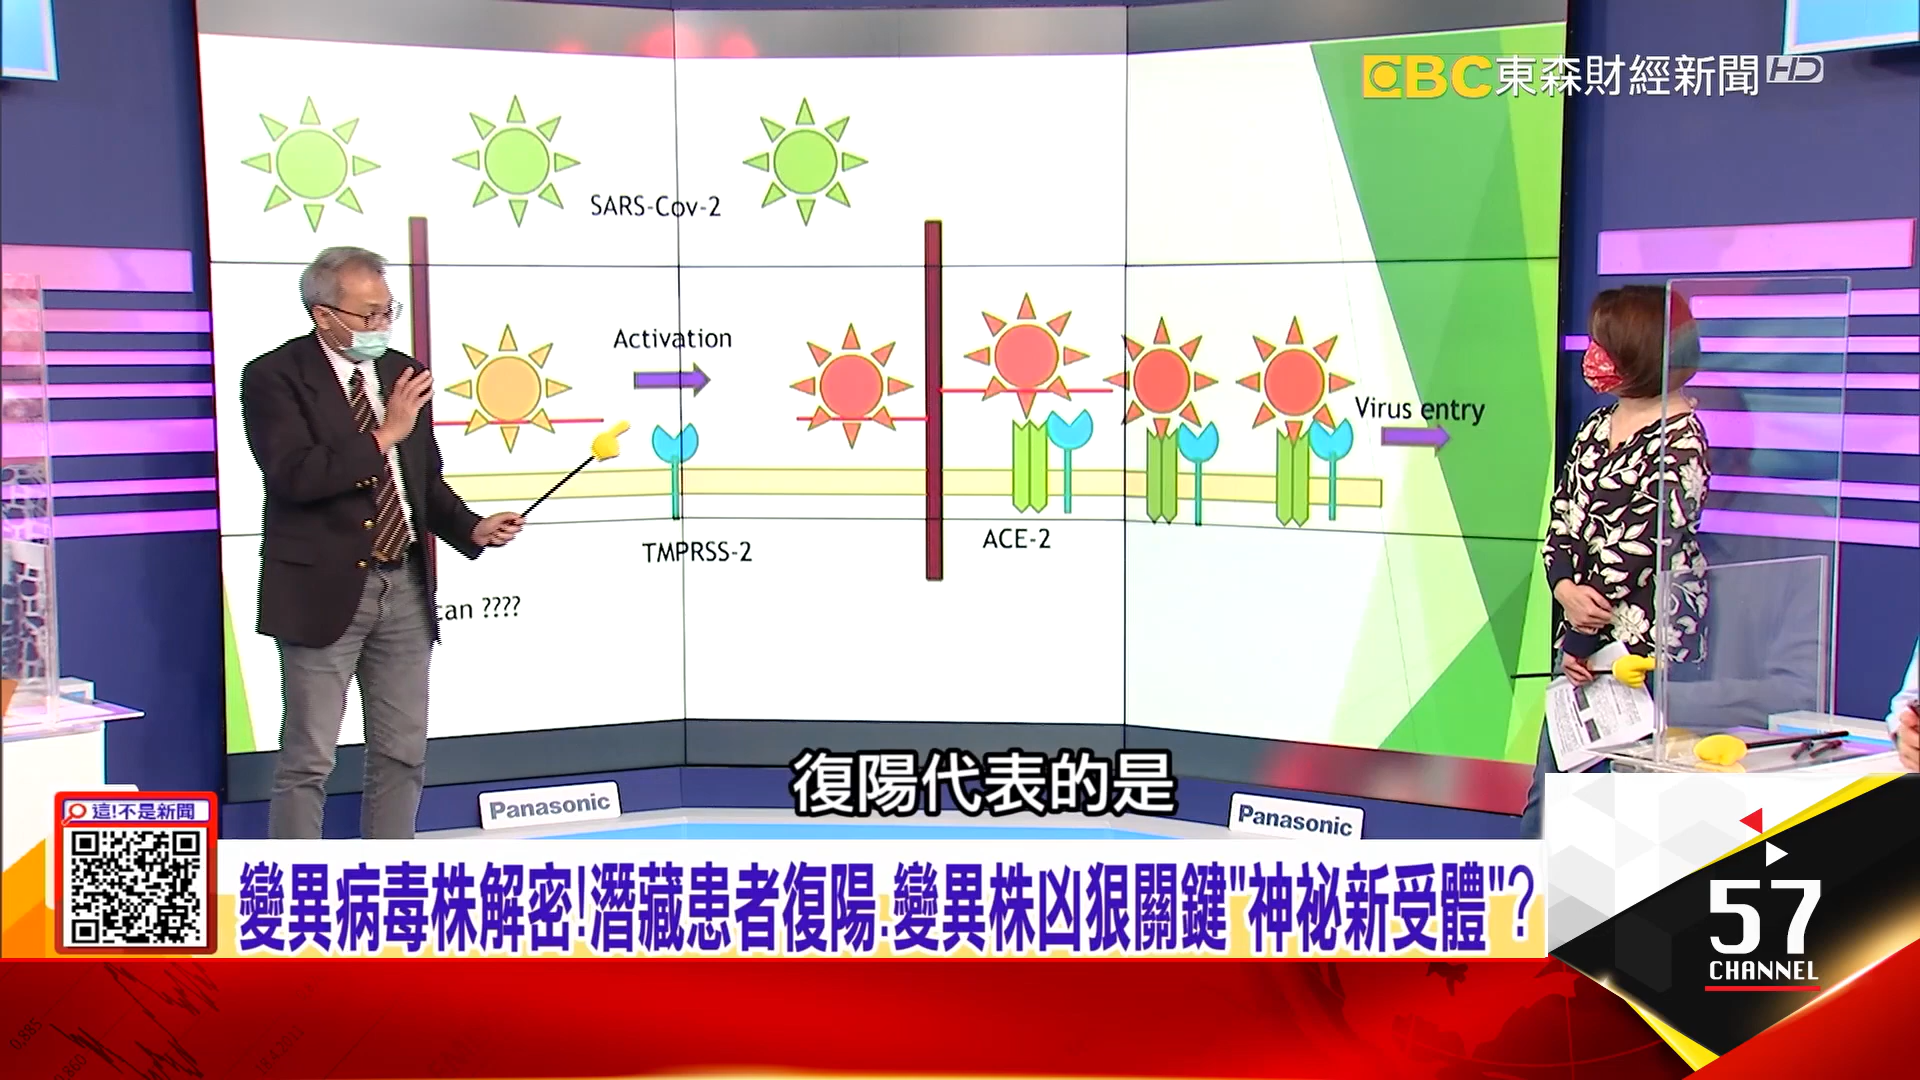 EBC東森財經新聞HD
SARS-Cov-2
Activation
Virus entry
TMPRSS-2
ACE-2
can ????
復陽代表的是
Panasonic
Panasonic
這!不是新聞
變異病毒株解密!潛藏患者復陽.變異株凶狠關鍵"神祕新受體"?
57
CHANNEL